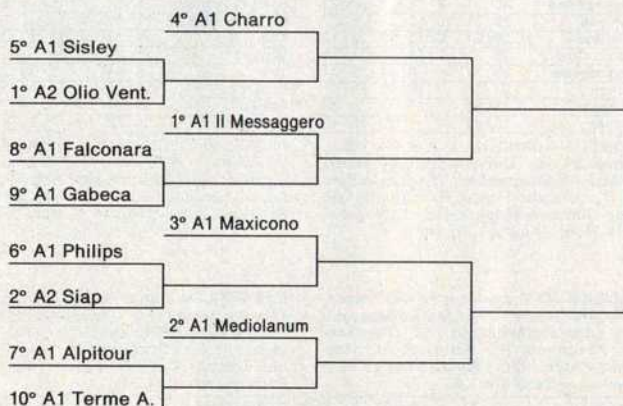 4° A1 Charro
5° A1 Sisley
1° A2 Olio Vent.
1° A1 Il Messaggero
8° A1 Falconara
9° A1 Gabeca
3° A1 Maxicono
6° A1 Philips
2° A2 Siap
2° A1 Mediolanum
7° A1 Alpitour
10° A1 Terme A.